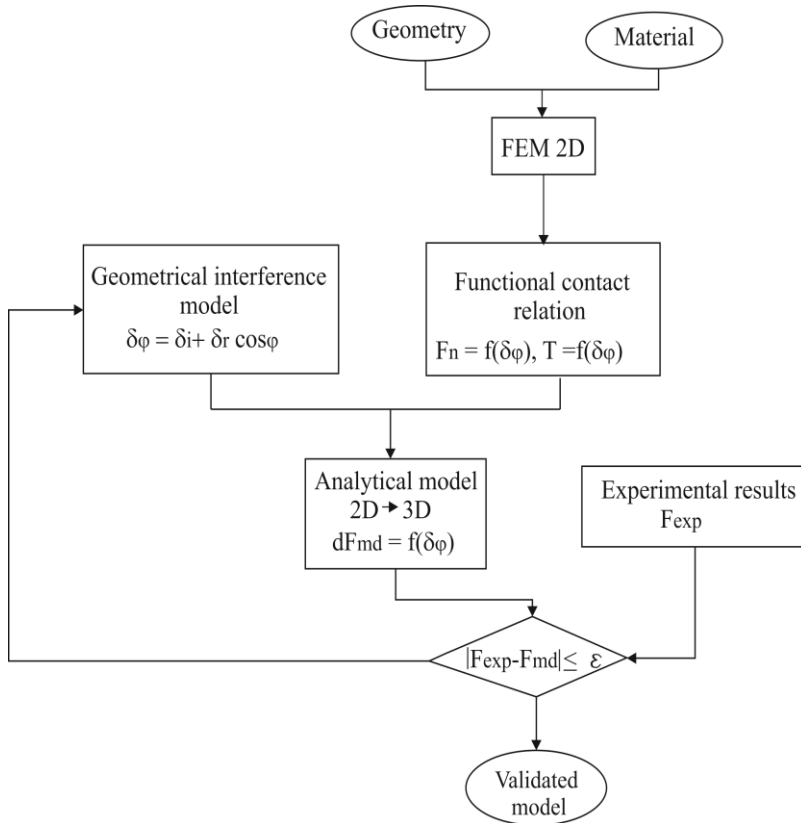 Geometry
Material
FEM 2D
Geometrical interference
model
δφ = δi+ δr cosφ
Functional contact
relation
Fn = f(δφ), T =f(δφ)
Analytical model
2D → 3D
dFmd = f(δφ)
Experimental results
Fexp
|Fexp-Fmd|≤ ε
Validated
model